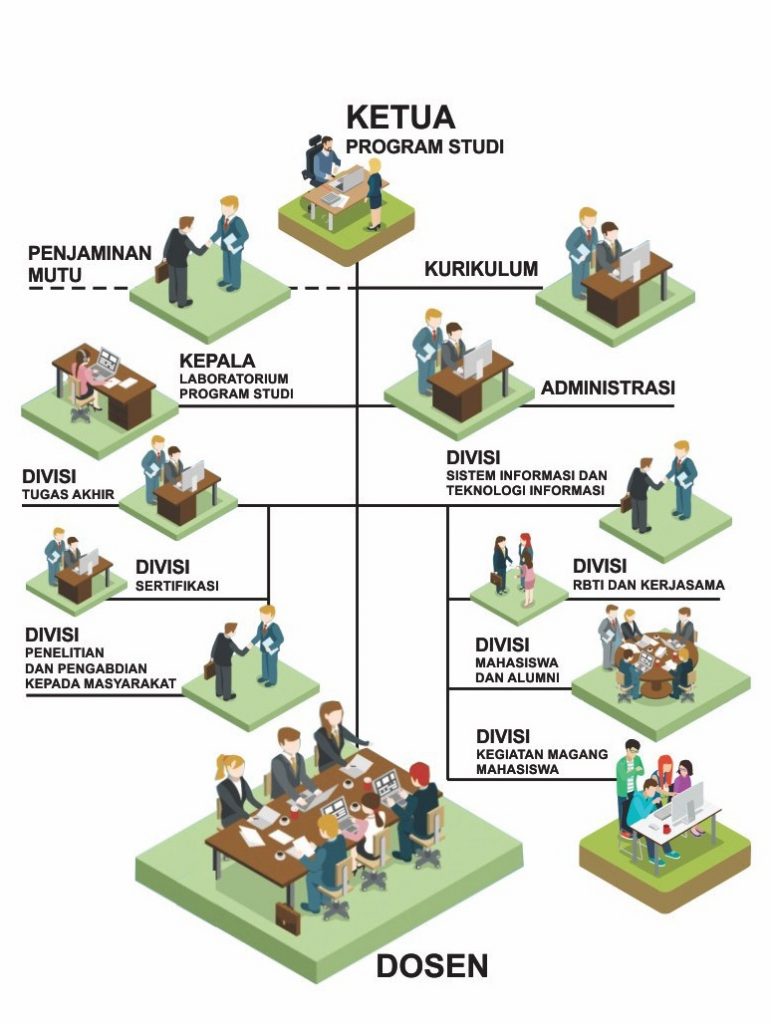 KETUA
PROGRAM STUDI
PENJAMINAN
MUTU
KURIKULUM
KEPALA
LABORATORIUM
PROGRAM STUDI
ADMINISTRASI
DIVISI
TUGAS AKHIR
DIVISI
SISTEM INFORMASI DAN
TEKNOLOGI INFORMASI
DIVISI
SERTIFIKASI
DIVISI
RBTI DAN KERJASAMA
DIVISI
PENELITIAN
DAN PENGABDIAN
KEPADA MASYARAKAT
DIVISI
MAHASISWA
DAN ALUMNI
DIVISI
KEGIATAN MAGANG
MAHASISWA
DOSEN